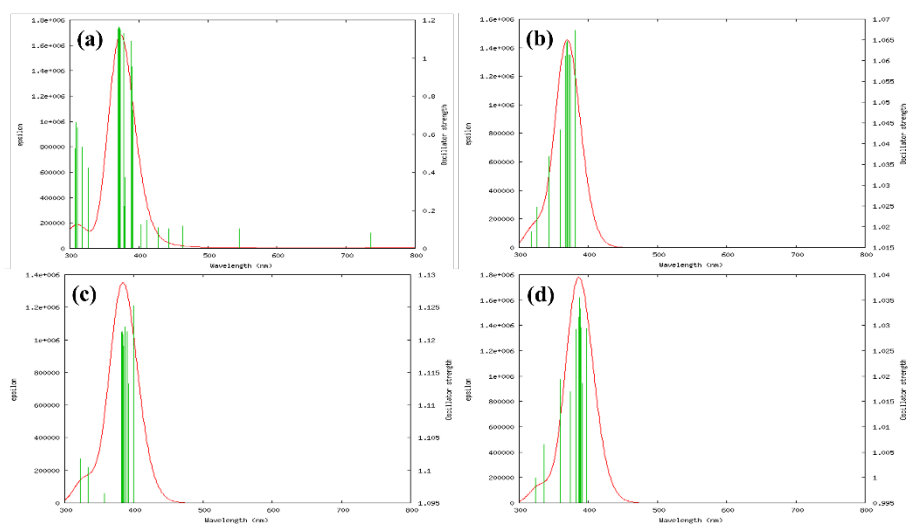 (a)
epsilon
1.8e+006
1.6e+006
1.4e+006
1.2e+006
1e+006
800000
600000
400000
200000
0
300 400 500 600 700 800
Wavelength (nm)
1.2
1
0.8
0.6
0.4
0.2
0
Oscillator strength
(b)
epsilon
1.6e+006
1.4e+006
1.2e+006
1e+006
800000
600000
400000
200000
0
300 400 500 600 700 800
Wavelength (nm)
1.07
1.065
1.06
1.055
1.05
1.045
1.04
1.035
1.03
1.025
1.02
1.015
Oscillator strength
(c)
epsilon
1.4e+006
1.2e+006
1e+006
800000
600000
400000
200000
0
300 400 500 600 700 800
Wavelength (nm)
1.13
1.125
1.12
1.115
1.11
1.105
1.1
1.095
Oscillator strength
(d)
epsilon
1.8e+006
1.6e+006
1.4e+006
1.2e+006
1e+006
800000
600000
400000
200000
0
300 400 500 600 700 800
Wavelength (nm)
1.04
1.035
1.03
1.025
1.02
1.015
1.01
1.005
1
0.995
Oscillator strength